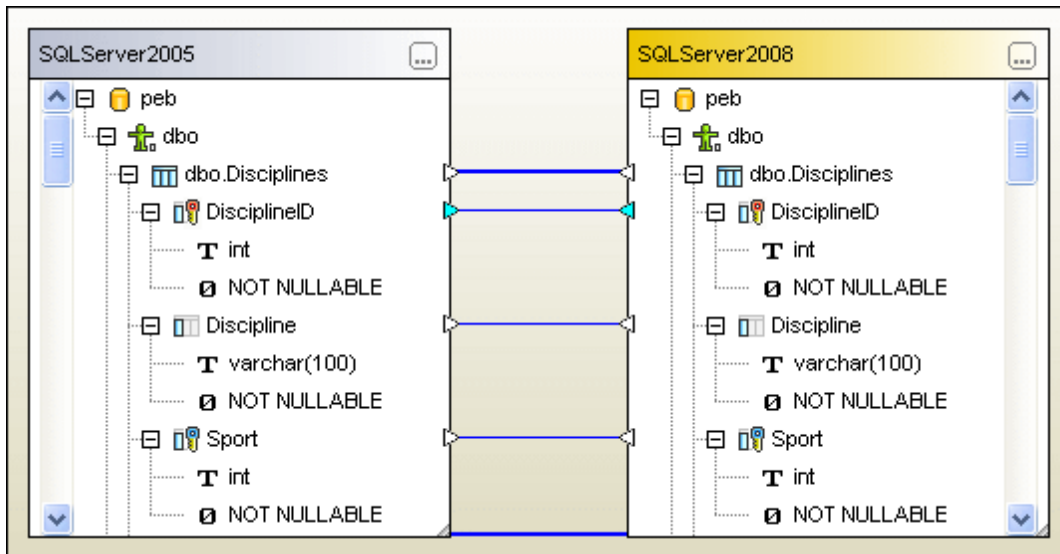 SQLServer2005
...
peb
dbo
dbo.Disciplines
DisciplineID
T int
Ø NOT NULLABLE
Discipline
T varchar(100)
Ø NOT NULLABLE
Sport
T int
Ø NOT NULLABLE
SQLServer2008
...
peb
dbo
dbo.Disciplines
DisciplineID
T int
Ø NOT NULLABLE
Discipline
T varchar(100)
Ø NOT NULLABLE
Sport
T int
Ø NOT NULLABLE